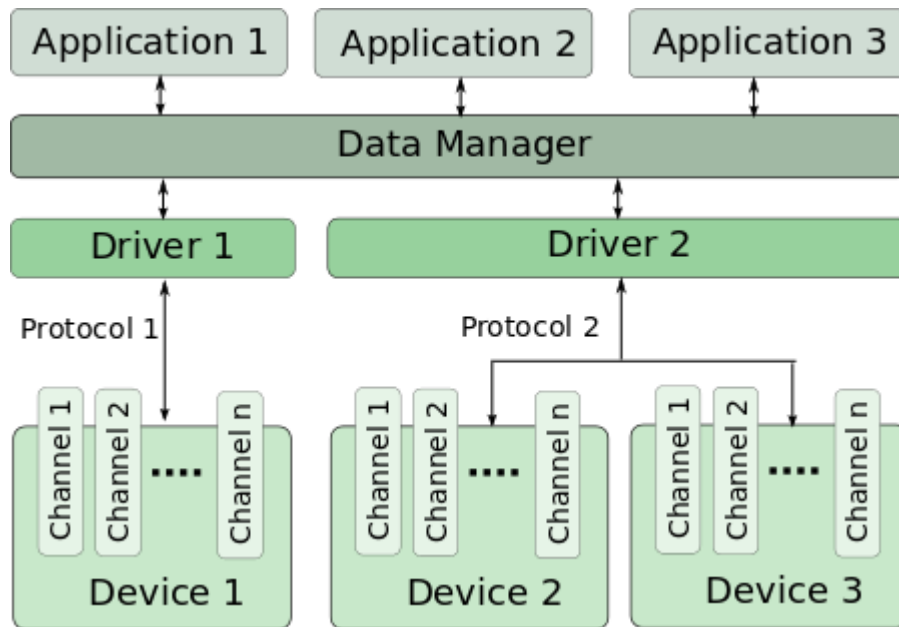 Application 1
Application 2
Application 3
Data Manager
Driver 1
Driver 2
Protocol 1
Protocol 2
Channel 1
Channel 2
....
Channel n
Channel 1
Channel 2
....
Channel n
Channel 1
Channel 2
....
Channel n
Device 1
Device 2
Device 3